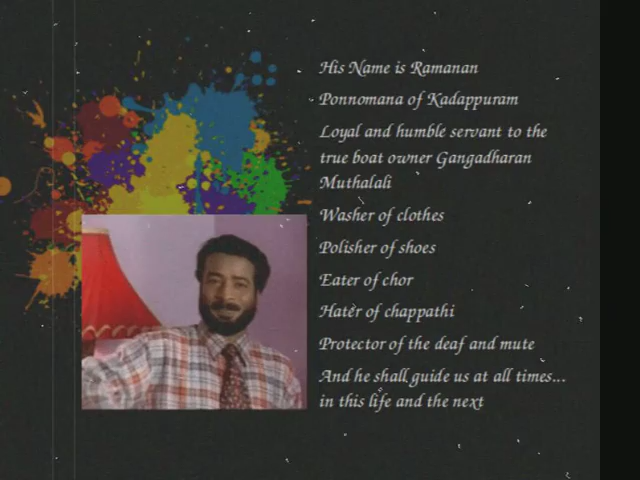 His Name is Ramanan
Ponnomana of Kadappuram
Loyal and humble servant to the
true boat owner Gangadharan
Muthalali
Washer of clothes
Polisher of shoes
Eater of chor
Hater of chappathi
Protector of the deaf and mute
And he shall guide us at all times...
in this life and the next